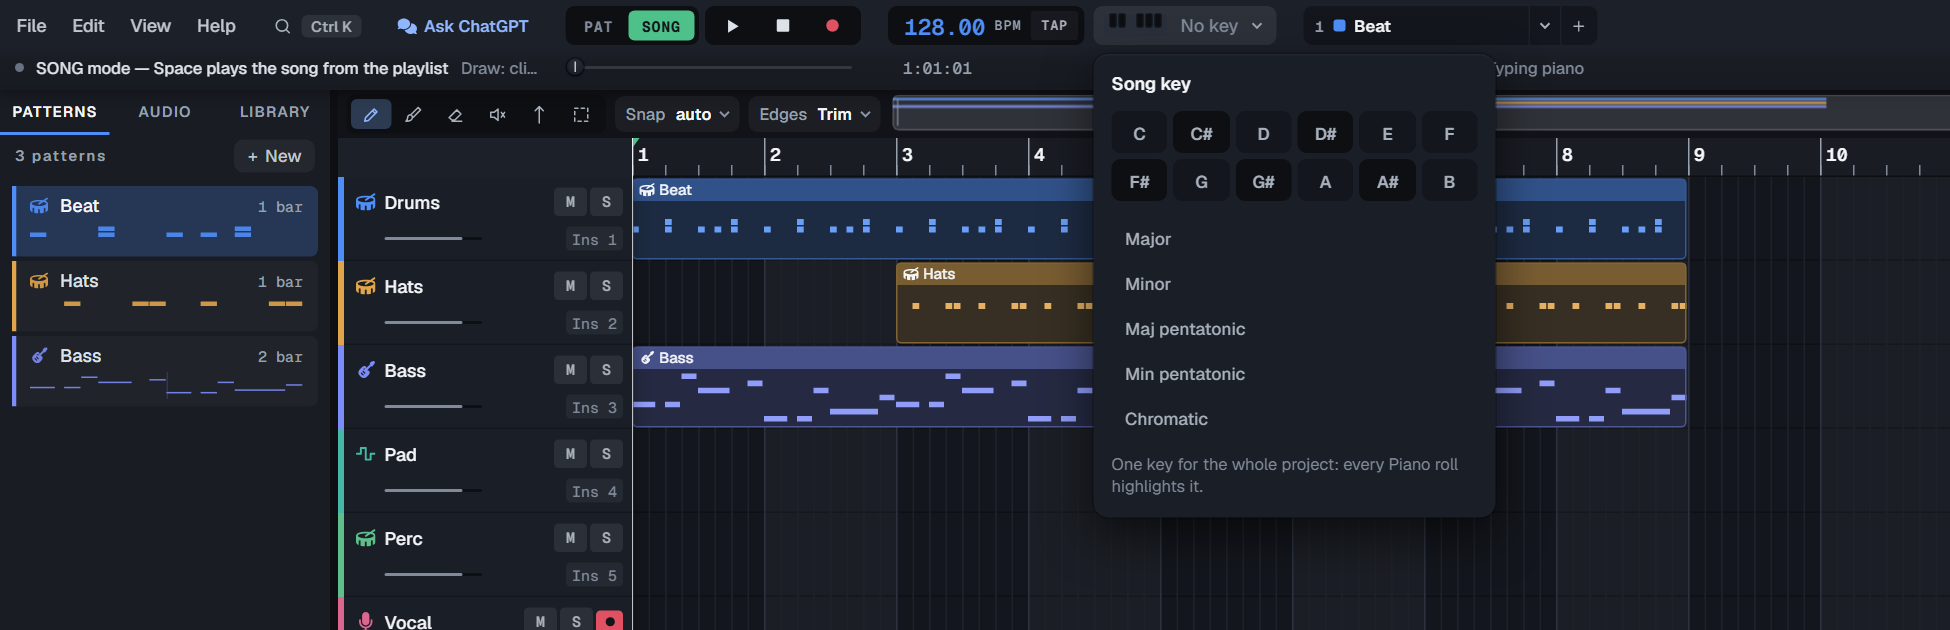 File Edit View Help Ctrl K Ask ChatGPT PAT SONG 128.00 BPM TAP No key 1 Beat +
SONG mode — Space plays the song from the playlist Draw: cli... 1:01:01 yping piano
PATTERNS AUDIO LIBRARY Snap auto Edges Trim
3 patterns + New
1 2 3 4 8 9 10
Beat 1 bar
Hats 1 bar
Bass 2 bar
Drums M S
Ins 1
Hats M S
Ins 2
Bass M S
Ins 3
Pad M S
Ins 4
Perc M S
Ins 5
Vocal M S
Beat
Hats
Bass
Song key
C C# D D# E F
F# G G# A A# B
Major
Minor
Maj pentatonic
Min pentatonic
Chromatic
One key for the whole project: every Piano roll
highlights it.